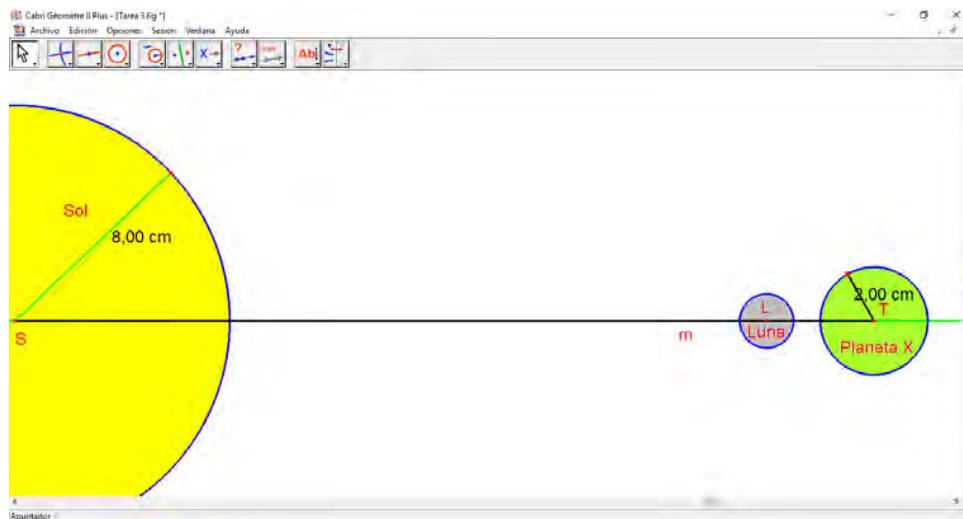 Cabri Géomètre II Plus - [Tarea 3.fig *]
Archivo Edición Opciones Sesión Ventana Ayuda
Sol
8,00 cm
S
m
L
Luna
2,00 cm
T
Planeta X
Apuntador